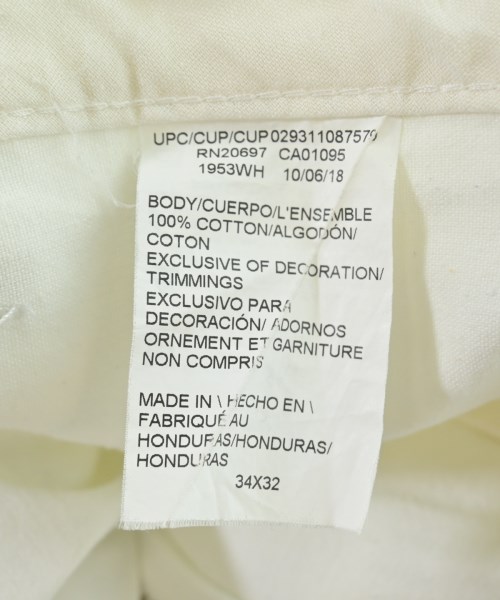 UPC/CUP/CUP029311087579
RN20697 CA01095
1953WH 10/06/18
BODY/CUERPO/L'ENSEMBLE
100% COTTON/ALGODÓN/
COTON
EXCLUSIVE OF DECORATION/
TRIMMINGS
EXCLUSIVO PARA
DECORACIÓN/ ADORNOS
ORNEMENT ET GARNITURE
NON COMPRIS
MADE IN \ HECHO EN \
FABRIQUÉ AU
HONDURAS/HONDURAS/
HONDURAS
34X32